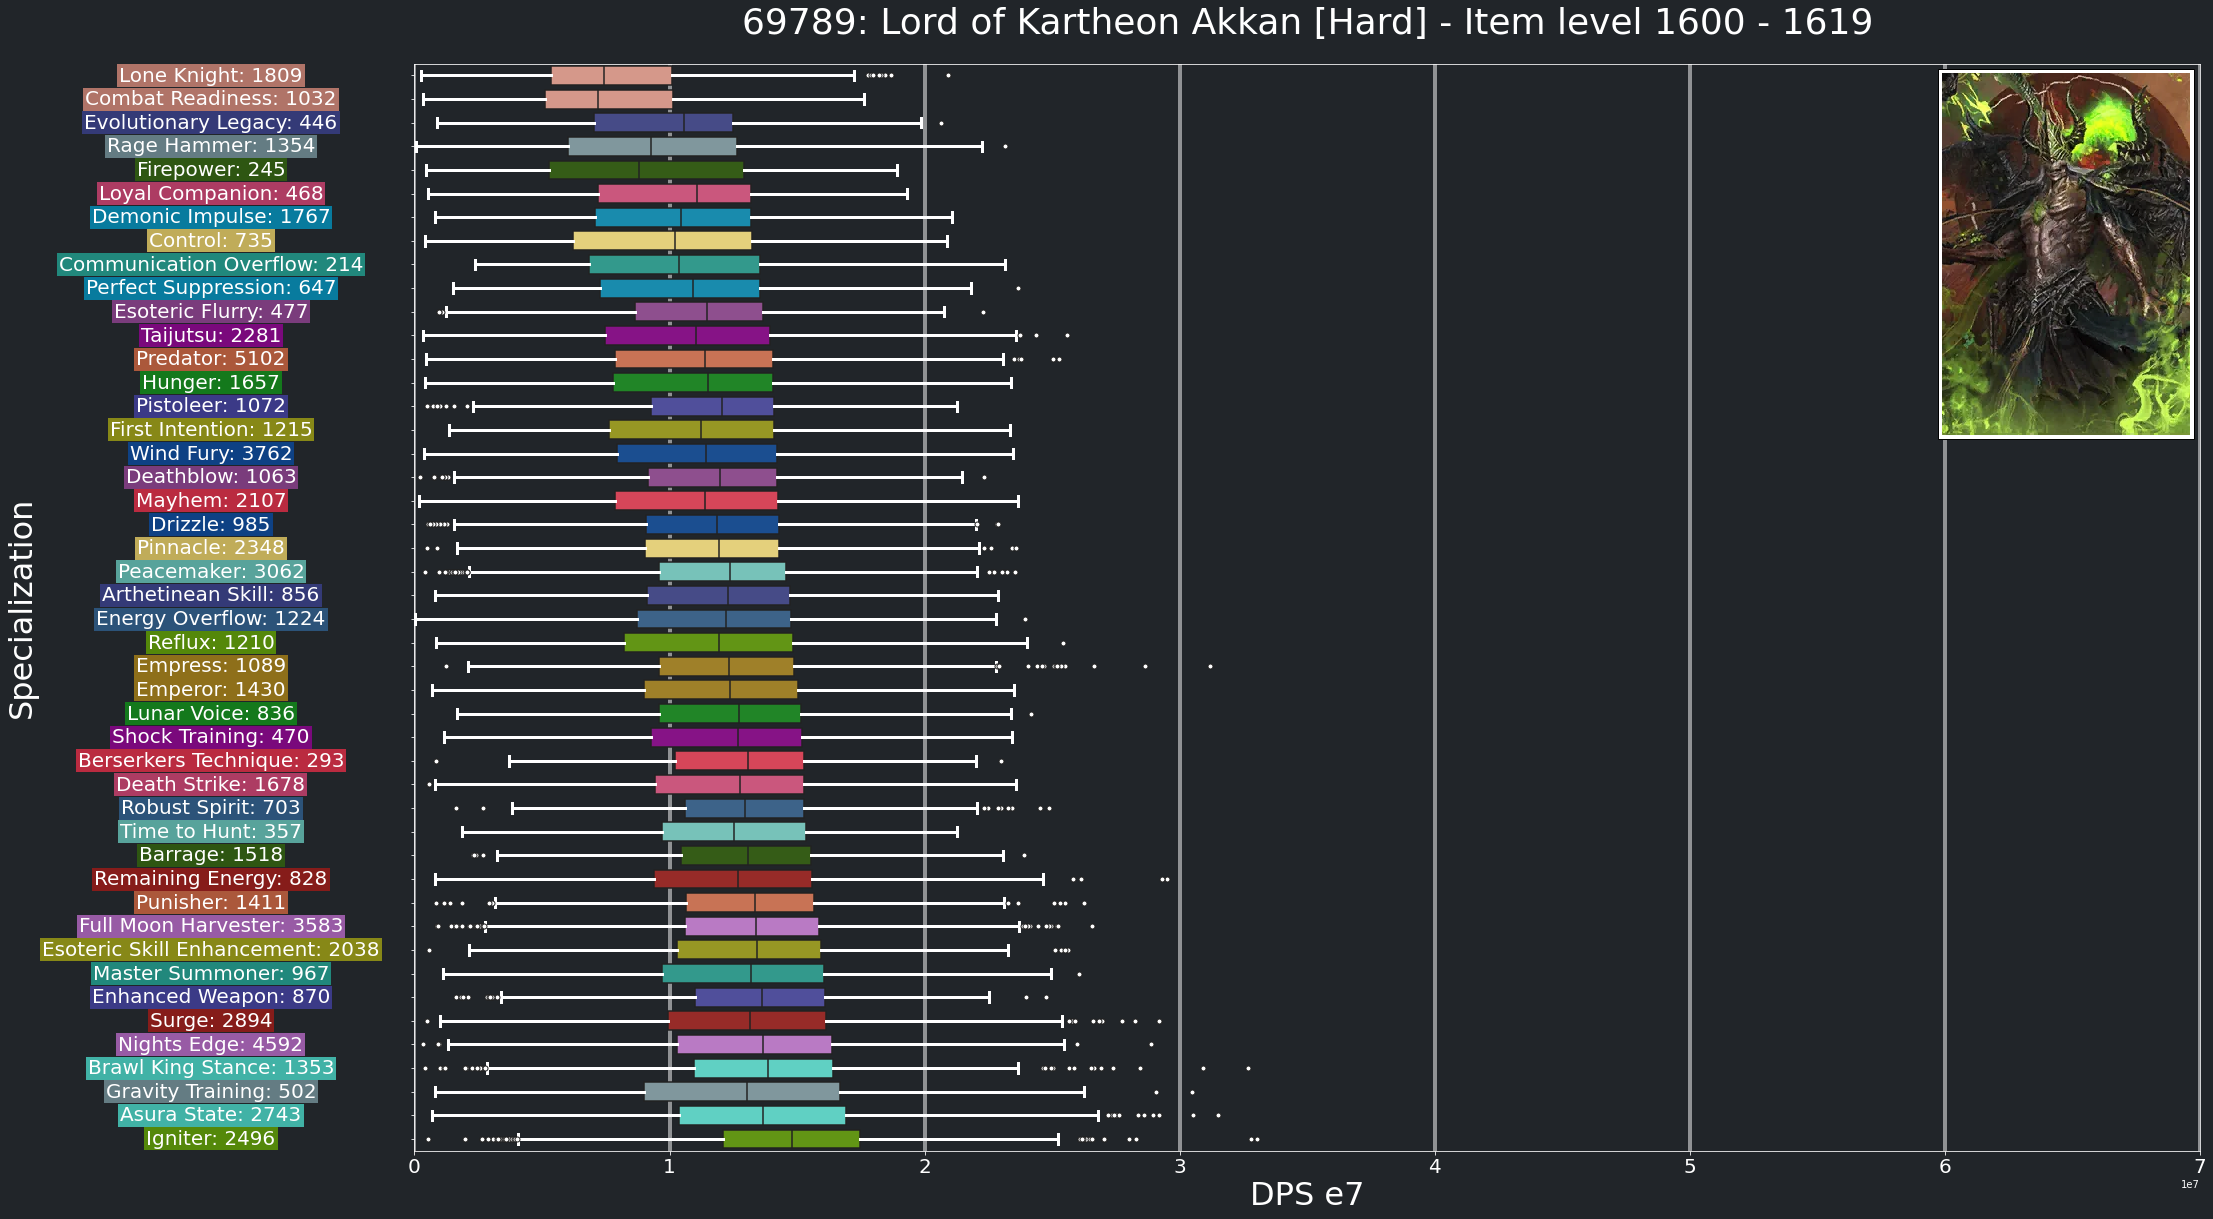 69789: Lord of Kartheon Akkan [Hard] - Item level 1600 - 1619
Specialization
Lone Knight: 1809
Combat Readiness: 1032
Evolutionary Legacy: 446
Rage Hammer: 1354
Firepower: 245
Loyal Companion: 468
Demonic Impulse: 1767
Control: 735
Communication Overflow: 214
Perfect Suppression: 647
Esoteric Flurry: 477
Taijutsu: 2281
Predator: 5102
Hunger: 1657
Pistoleer: 1072
First Intention: 1215
Wind Fury: 3762
Deathblow: 1063
Mayhem: 2107
Drizzle: 985
Pinnacle: 2348
Peacemaker: 3062
Arthetinean Skill: 856
Energy Overflow: 1224
Reflux: 1210
Empress: 1089
Emperor: 1430
Lunar Voice: 836
Shock Training: 470
Berserkers Technique: 293
Death Strike: 1678
Robust Spirit: 703
Time to Hunt: 357
Barrage: 1518
Remaining Energy: 828
Punisher: 1411
Full Moon Harvester: 3583
Esoteric Skill Enhancement: 2038
Master Summoner: 967
Enhanced Weapon: 870
Surge: 2894
Nights Edge: 4592
Brawl King Stance: 1353
Gravity Training: 502
Asura State: 2743
Igniter: 2496
0 1 2 3 4 5 6 7
1e7
DPS e7